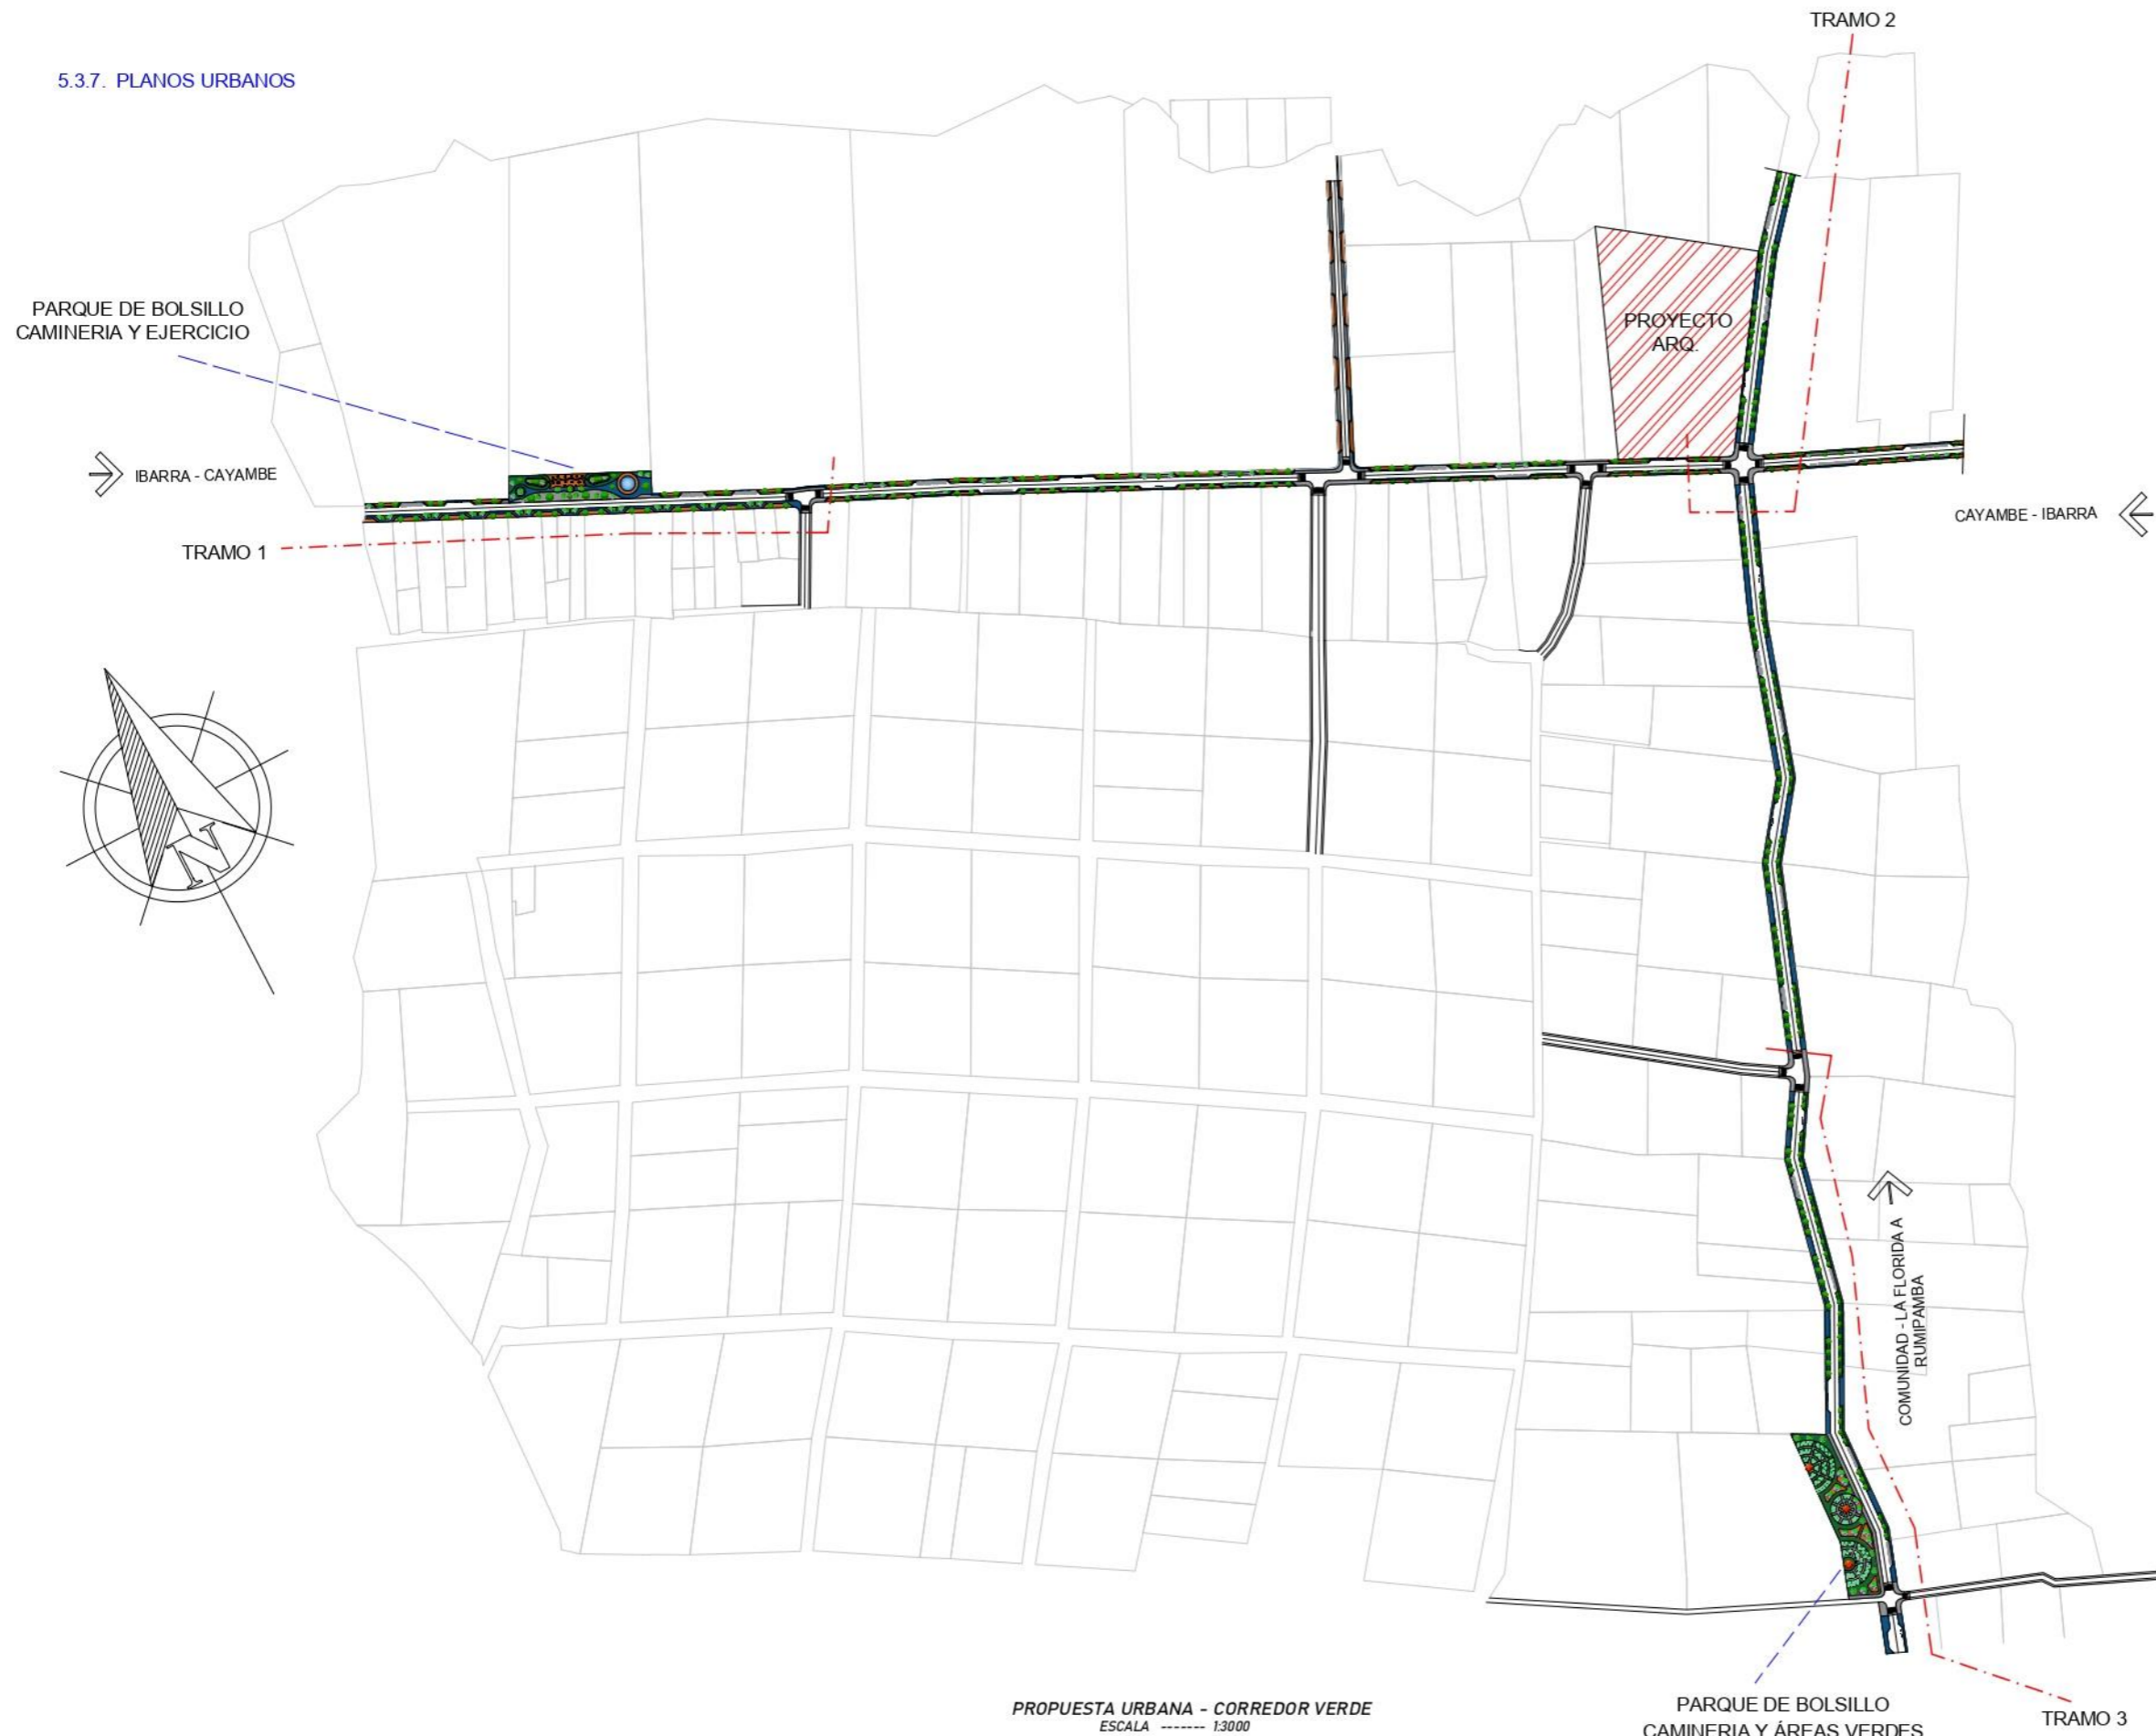 TRAMO 2
5.3.7. PLANOS URBANOS
PARQUE DE BOLSILLO
CAMINERIA Y EJERCICIO
PROYECTO
ARQ.
IBARRA - CAYAMBE
CAYAMBE - IBARRA
TRAMO 1
N
COMUNIDAD - LA FLORIDA A
RUMIPAMBA
PROPUESTA URBANA - CORREDOR VERDE
ESCALA ------- 1:3000
PARQUE DE BOLSILLO
CAMINERIA Y ÁREAS VERDES
TRAMO 3